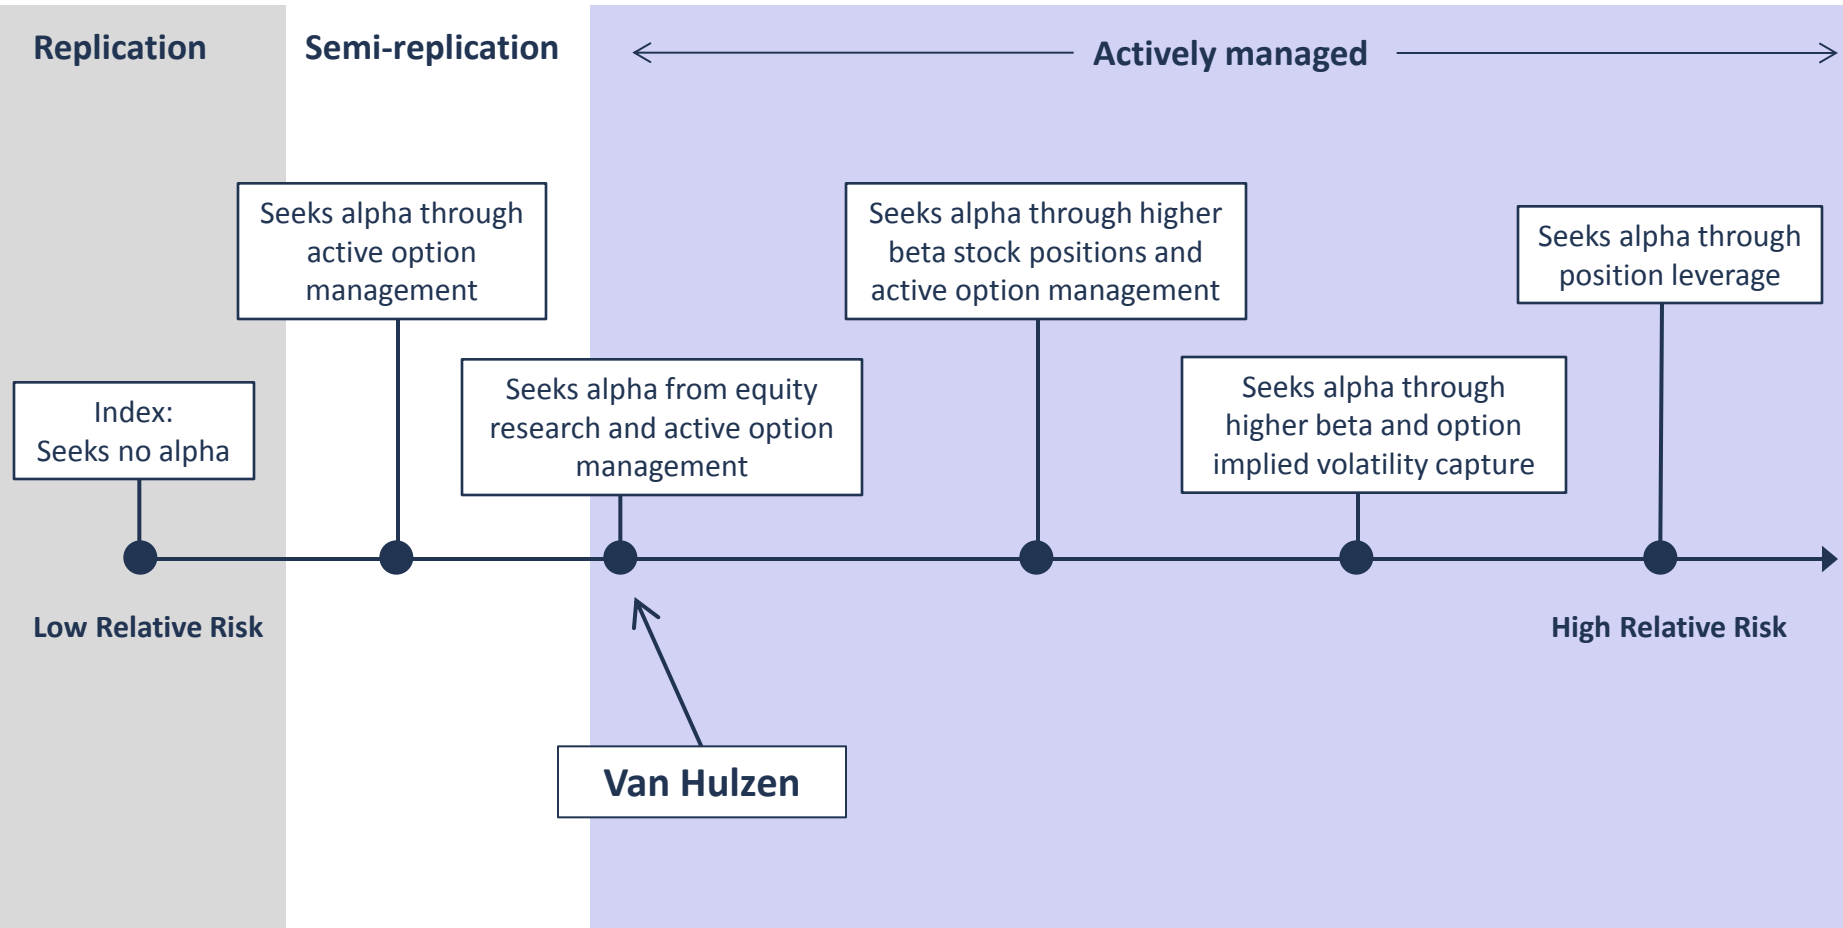 Replication
Semi-replication
Actively managed
Seeks alpha through
active option
management
Seeks alpha through higher
beta stock positions and
active option management
Seeks alpha through
position leverage
Index:
Seeks no alpha
Seeks alpha from equity
research and active option
management
Seeks alpha through
higher beta and option
implied volatility capture
Low Relative Risk
High Relative Risk
Van Hulzen